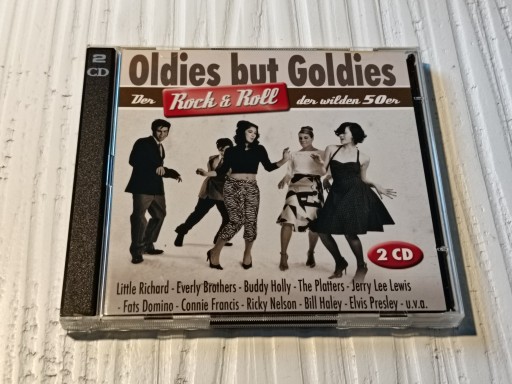 2
CD
Oldies but Goldies
Der Rock & Roll der wilden 50er
2 CD
Little Richard - Everly Brothers - Buddy Holly - The Platters - Jerry Lee Lewis
- Fats Domino - Connie Francis - Ricky Nelson - Bill Haley - Elvis Presley - u.v.a.